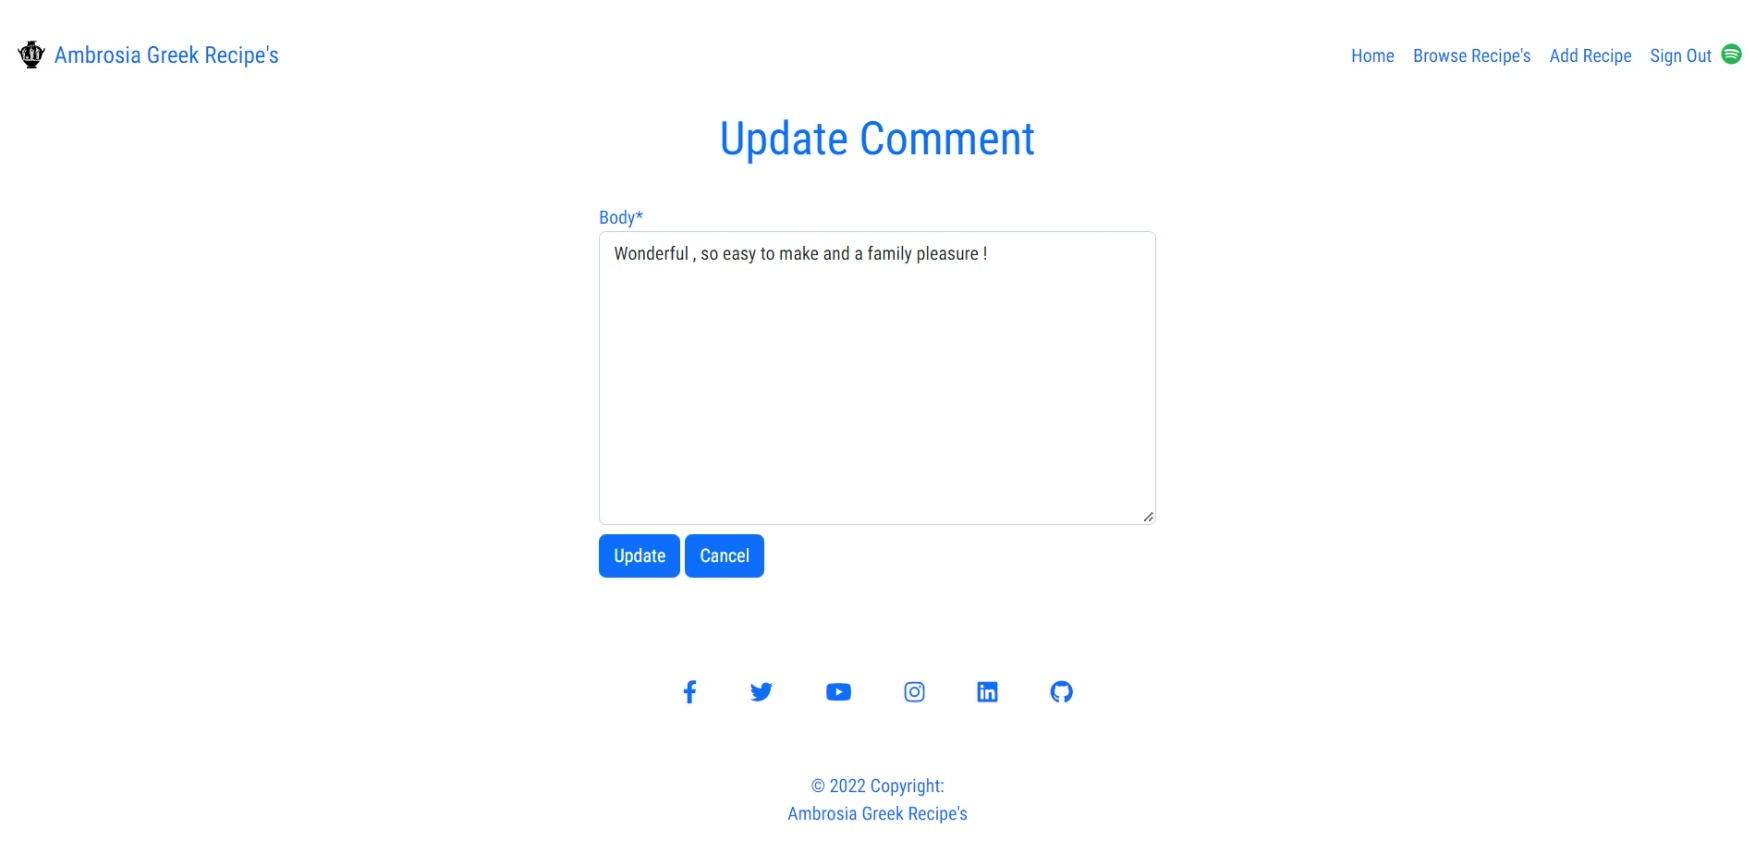 Ambrosia Greek Recipe's
Home Browse Recipe's Add Recipe Sign Out
Update Comment
Body*
Wonderful , so easy to make and a family pleasure !
Update Cancel
© 2022 Copyright:
Ambrosia Greek Recipe's